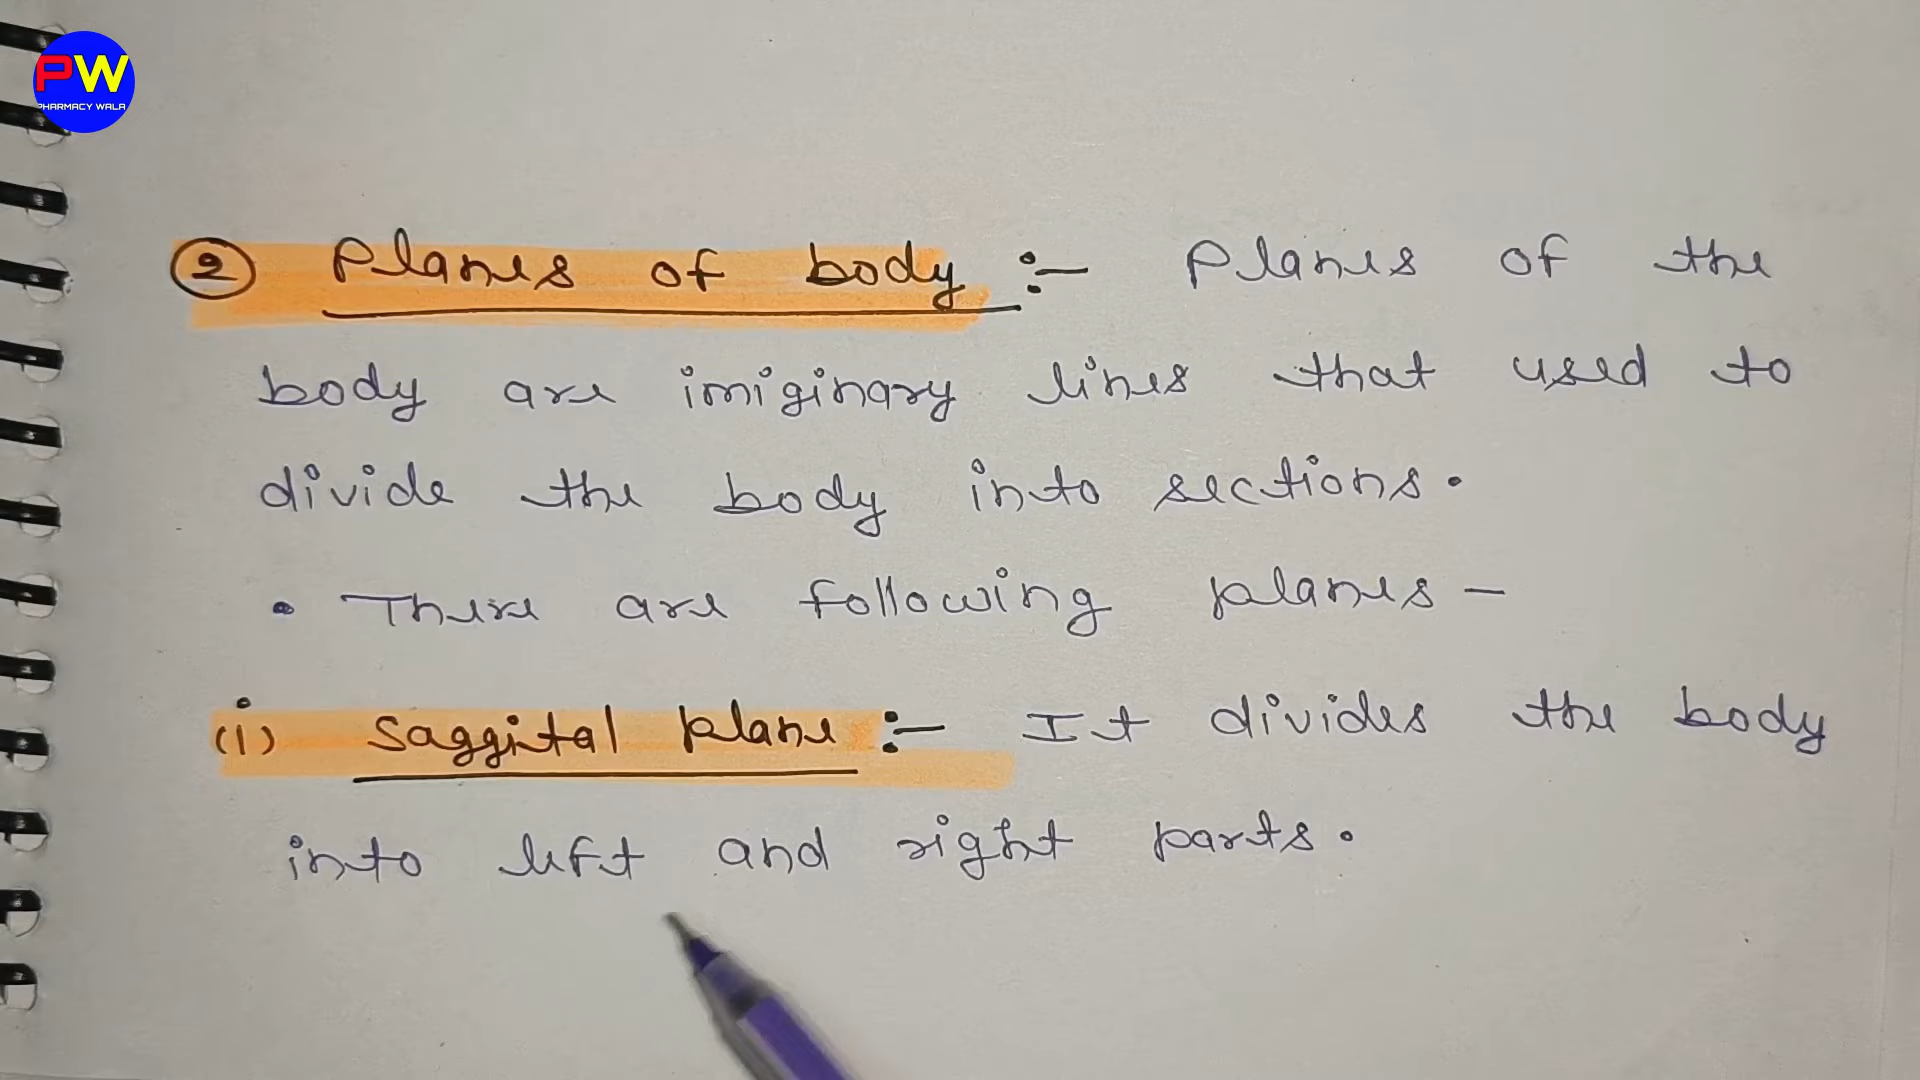 PW
PHARMACY WALA
② Planes of body :- Planes of the
body are imiginary lines that used to
divide the body into sections.
• There are following planes -
(i) Saggital plane :- It divides the body
into left and right parts.